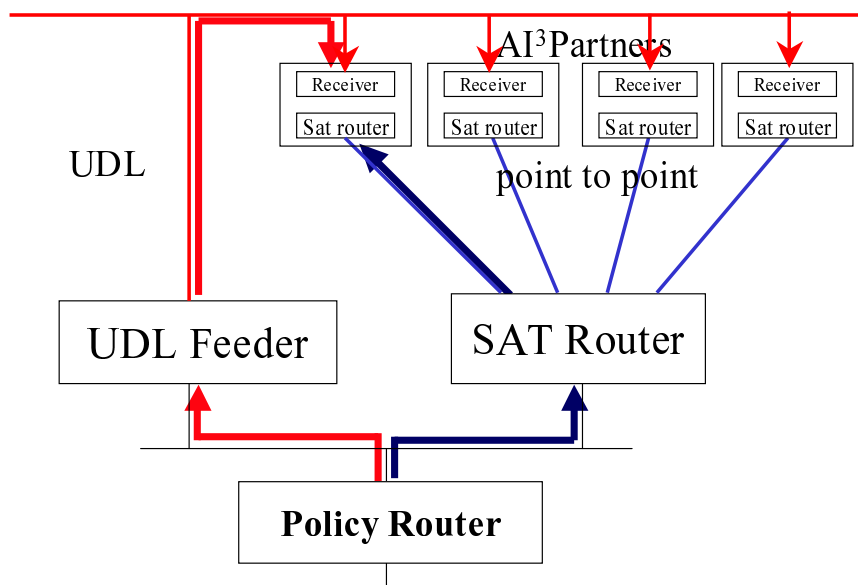 AI³Partners
Receiver
Receiver
Receiver
Receiver
Sat router
Sat router
Sat router
Sat router
UDL
point to point
UDL Feeder
SAT Router
Policy Router